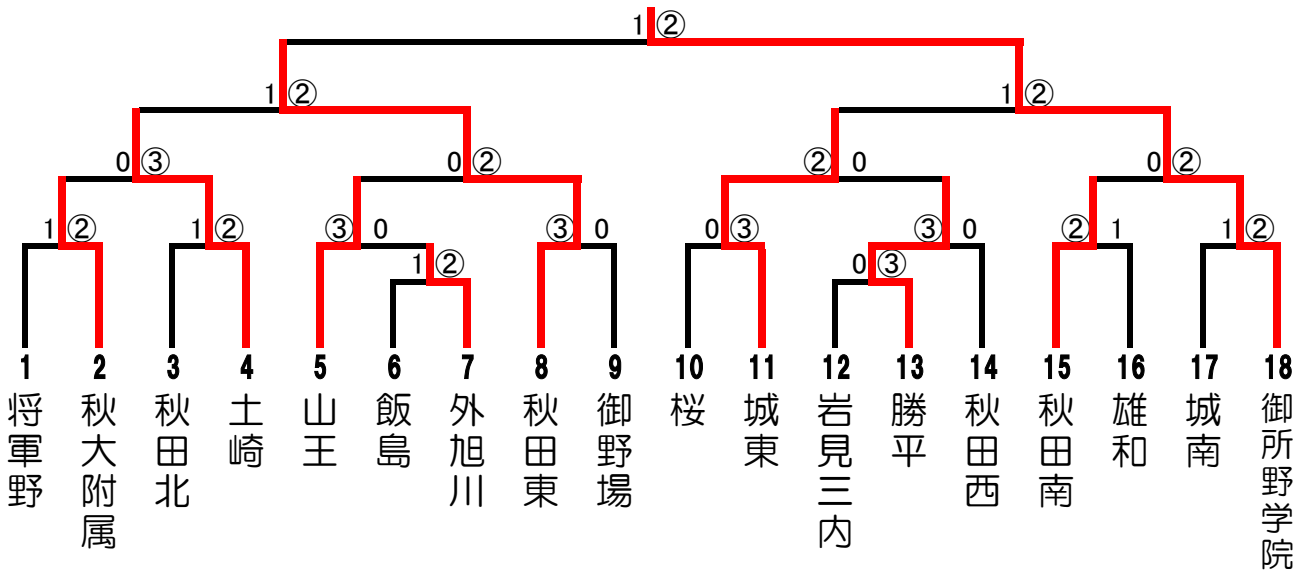 1 ②
1 ② 1 ②
0 ③ 0 ② ② 0 0 ②
1 ② 1 ② ③ 0 ③ 0 0 ③ ③ 0 ② 1 1 ②
1 ② 0 ③
1 2 3 4 5 6 7 8 9 10 11 12 13 14 15 16 17 18
将軍野
秋大附属
秋田北
土崎
山王
飯島
外旭川
秋田東
御野場
桜
城東
岩見三内
勝平
秋田西
秋田南
雄和
城南
御所野学院